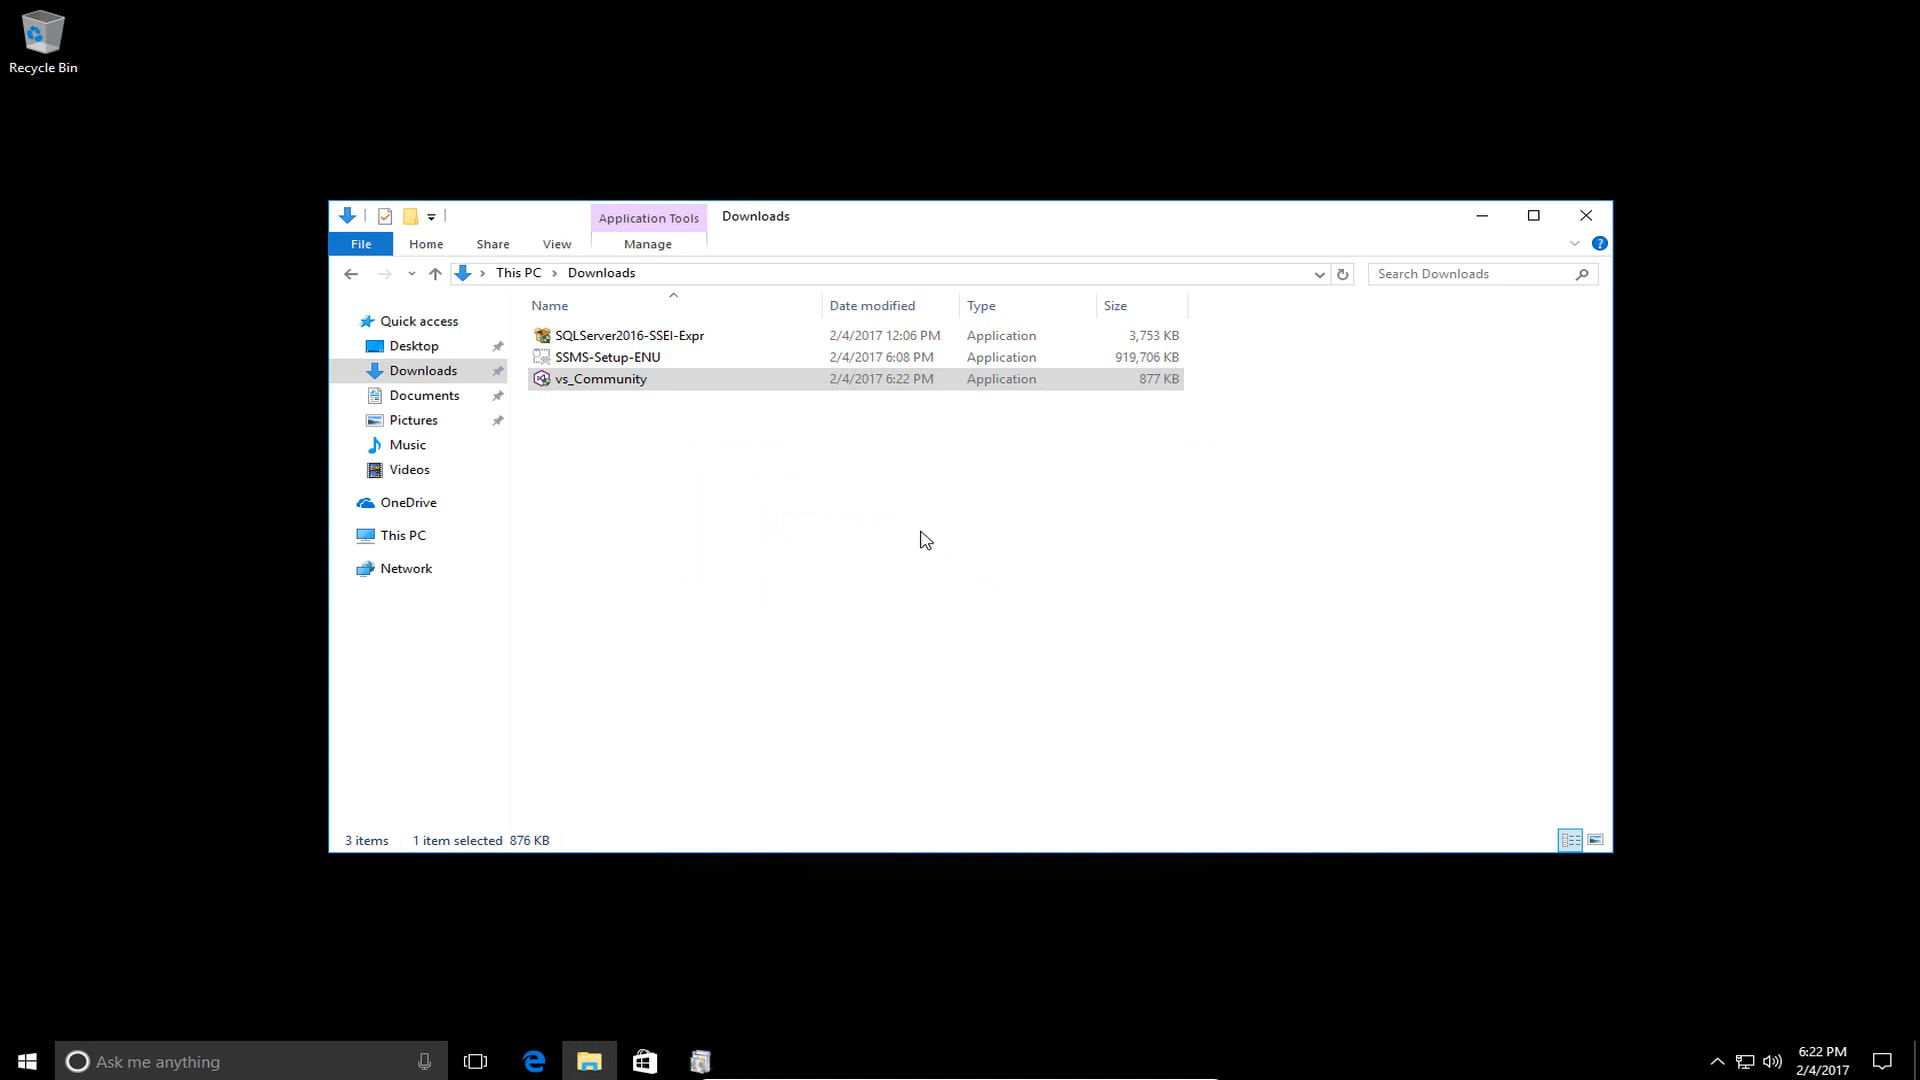 Recycle Bin
Application Tools
Downloads
File
Home
Share
View
Manage
?
This PC
Downloads
Search Downloads
Name
Date modified
Type
Size
Quick access
Desktop
Downloads
Documents
Pictures
Music
Videos
OneDrive
This PC
Network
SQLServer2016-SSEI-Expr 2/4/2017 12:06 PM Application 3,753 KB
SSMS-Setup-ENU 2/4/2017 6:08 PM Application 919,706 KB
vs_Community 2/4/2017 6:22 PM Application 877 KB
3 items 1 item selected 876 KB
Ask me anything
6:22 PM
2/4/2017